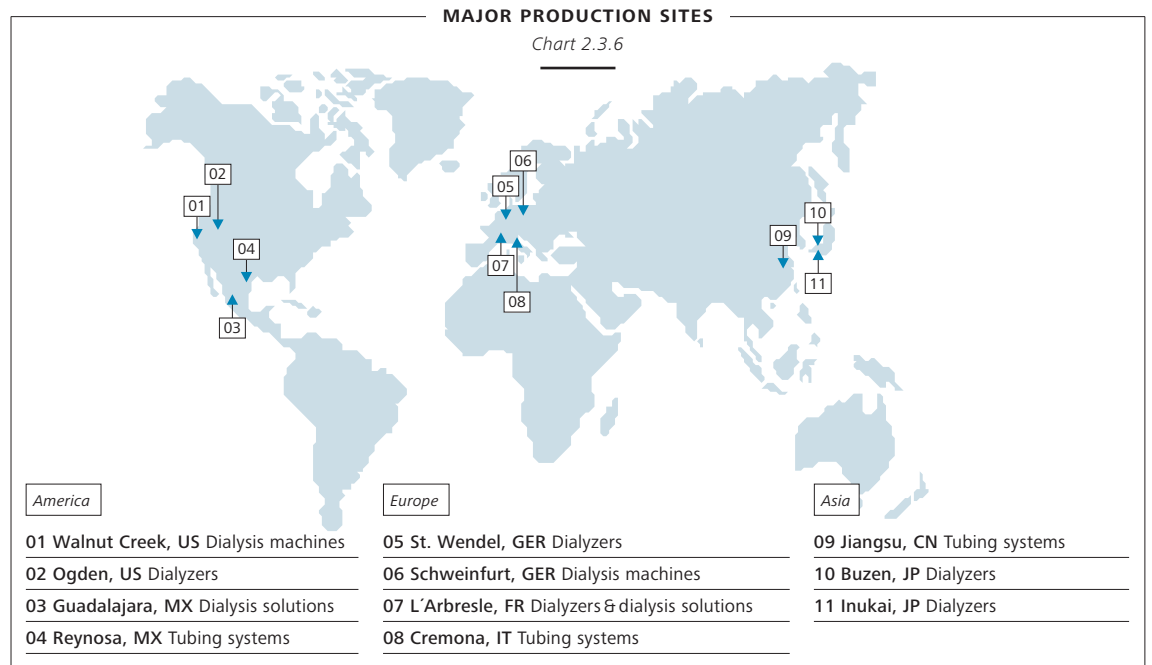 MAJOR PRODUCTION SITES
Chart 2.3.6
06
02
05
01
10
09
04
07
11
08
03
America
01 Walnut Creek, US Dialysis machines
02 Ogden, US Dialyzers
03 Guadalajara, MX Dialysis solutions
04 Reynosa, MX Tubing systems
Europe
05 St. Wendel, GER Dialyzers
06 Schweinfurt, GER Dialysis machines
07 L´Arbresle, FR Dialyzers & dialysis solutions
08 Cremona, IT Tubing systems
Asia
09 Jiangsu, CN Tubing systems
10 Buzen, JP Dialyzers
11 Inukai, JP Dialyzers